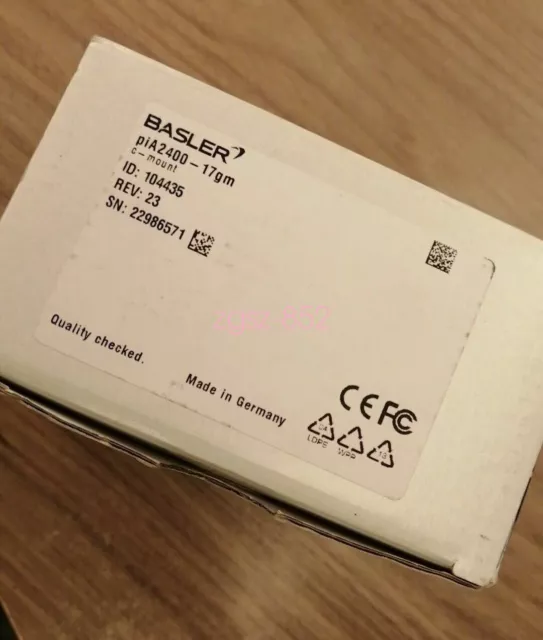 BASLER
piA2400-17gm
c-mount
ID: 104435
REV: 23
SN: 22986571
Quality checked.
Made in Germany
CE FC
LDPE